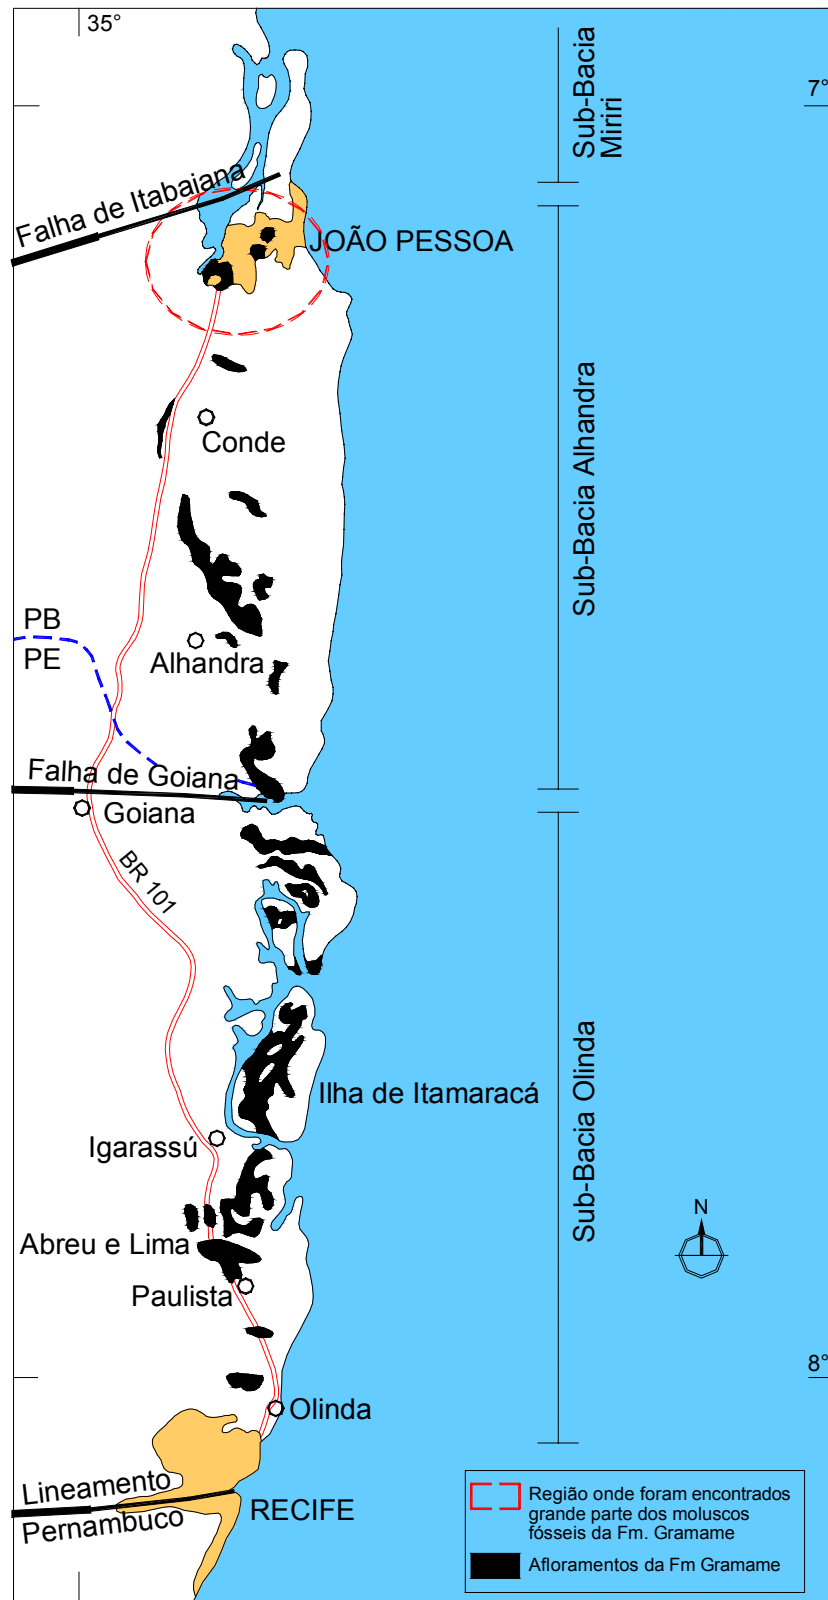 35°
7°
Sub-Bacia
Miriri
Falha de Itabaiana
JOÃO PESSOA
Conde
Sub-Bacia Alhandra
PB
PE
Alhandra
Falha de Goiana
Goiana
BR 101
Ilha de Itamaracá
Sub-Bacia Olinda
Igarassú
N
Abreu e Lima
Paulista
8°
Olinda
Lineamento
Pernambuco
RECIFE
Região onde foram encontrados
grande parte dos moluscos
fósseis da Fm. Gramame
Afloramentos da Fm Gramame